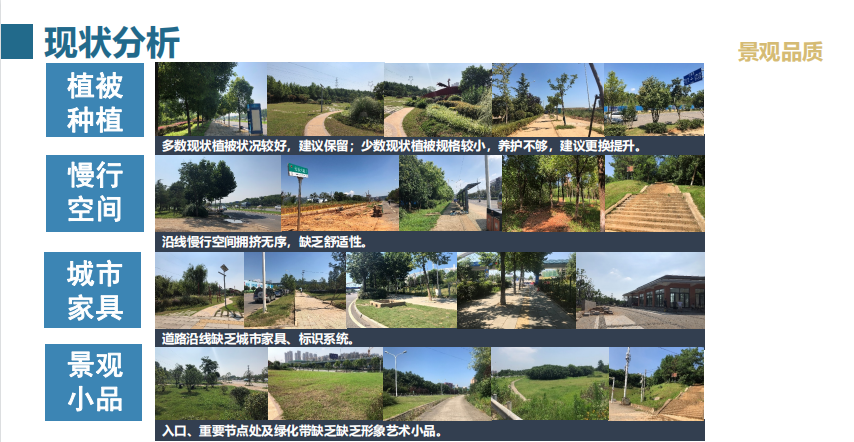 现状分析
景观品质
植被
种植
多数现状植被状况较好，建议保留；少数现状植被规格较小，养护不够，建议更换提升。
慢行
空间
沿线慢行空间拥挤无序，缺乏舒适性。
城市
家具
道路沿线缺乏城市家具、标识系统。
景观
小品
入口、重要节点处及绿化带缺乏缺乏形象艺术小品。